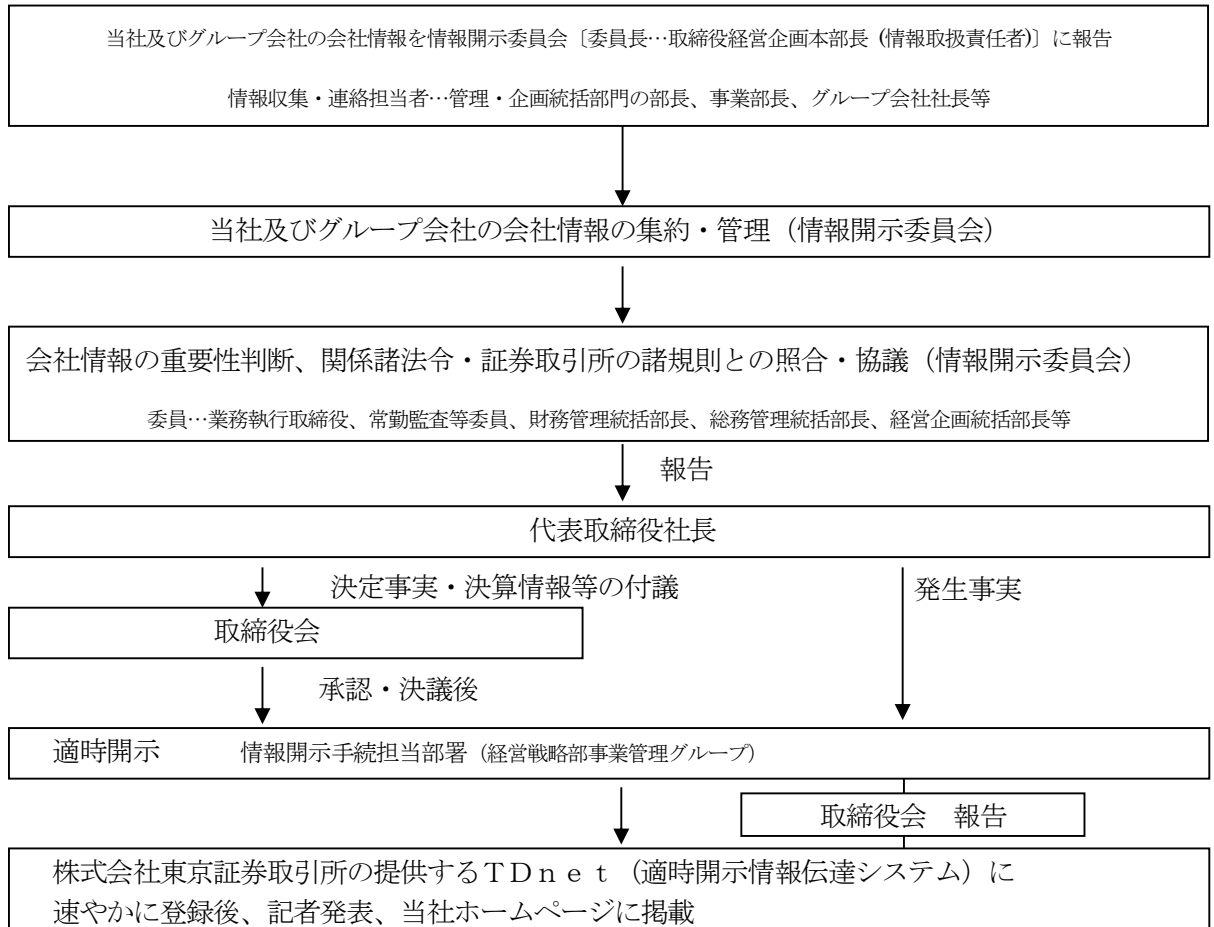 当社及びグループ会社の会社情報を情報開示委員会〔委員長…取締役経営企画本部長（情報取扱責任者)〕に報告
情報収集・連絡担当者…管理・企画統括部門の部長、事業部長、グループ会社社長等
当社及びグループ会社の会社情報の集約・管理（情報開示委員会）
会社情報の重要性判断、関係諸法令・証券取引所の諸規則との照合・協議（情報開示委員会）
委員…業務執行取締役、常勤監査等委員、財務管理統括部長、総務管理統括部長、経営企画統括部長等
報告
代表取締役社長
決定事実・決算情報等の付議
発生事実
取締役会
承認・決議後
適時開示　情報開示手続担当部署（経営戦略部事業管理グループ）
取締役会　報告
株式会社東京証券取引所の提供するＴＤｎｅｔ（適時開示情報伝達システム）に
速やかに登録後、記者発表、当社ホームページに掲載